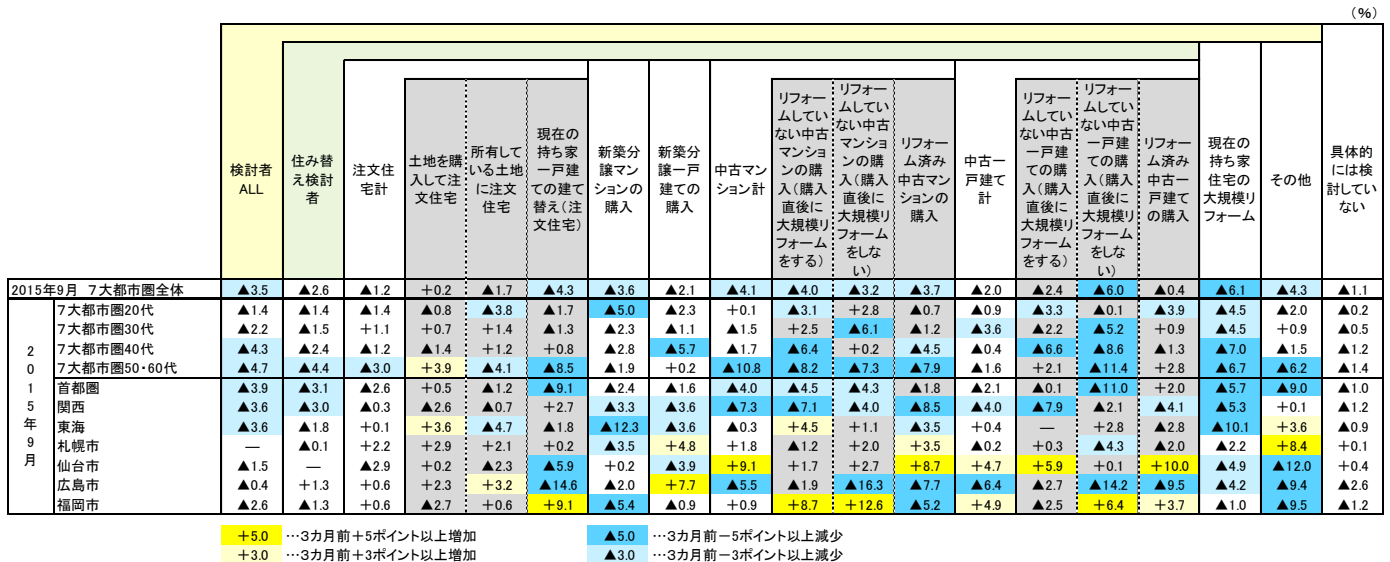 （％）
検討者ALL
住み替え検討者
注文住宅計
土地を購入して注文住宅
所有している土地に注文住宅
現在の持ち家一戸建ての建て替え（注文住宅）
新築分譲マンションの購入
新築分譲一戸建ての購入
中古マンション計
リフォームしていない中古マンションの購入（購入直後に大規模リフォームをする）
リフォームしていない中古マンションの購入（購入直後に大規模リフォームをしない）
リフォーム済み中古マンションの購入
中古一戸建て計
リフォームしていない中古一戸建ての購入（購入直後に大規模リフォームをする）
リフォームしていない中古一戸建ての購入（購入直後に大規模リフォームをしない）
リフォーム済み中古一戸建ての購入
現在の持ち家住宅の大規模リフォーム
その他
具体的には検討していない
2015年9月 ７大都市圏全体 ▲3.5 ▲2.6 ▲1.2 ＋0.2 ▲1.7 ▲4.3 ▲3.6 ▲2.1 ▲4.1 ▲4.0 ▲3.2 ▲3.7 ▲2.0 ▲2.4 ▲6.0 ▲0.4 ▲6.1 ▲4.3 ▲1.1
２０１５年９月
７大都市圏20代 ▲1.4 ▲1.4 ▲1.4 ▲0.8 ▲3.8 ▲1.7 ▲5.0 ▲2.3 ＋0.1 ▲3.1 ＋2.8 ▲0.7 ▲0.9 ▲3.3 ▲0.1 ▲3.9 ▲4.5 ▲2.0 ▲0.2
７大都市圏30代 ▲2.2 ▲1.5 ＋1.1 ＋0.7 ＋1.4 ▲1.3 ▲2.3 ▲1.1 ▲1.5 ＋2.5 ▲6.1 ▲1.2 ▲3.6 ▲2.2 ▲5.2 ＋0.9 ▲4.5 ＋0.9 ▲0.5
７大都市圏40代 ▲4.3 ▲2.4 ▲1.2 ▲1.4 ＋1.2 ＋0.8 ▲2.8 ▲5.7 ▲1.7 ▲6.4 ＋0.2 ▲4.5 ▲0.4 ▲6.6 ▲8.6 ▲1.3 ▲7.0 ▲1.5 ▲1.2
７大都市圏50・60代 ▲4.7 ▲4.4 ▲3.0 ＋3.9 ▲4.1 ▲8.5 ▲1.9 ＋0.2 ▲10.8 ▲8.2 ▲7.3 ▲7.9 ▲1.6 ＋2.1 ▲11.4 ＋2.8 ▲6.7 ▲6.2 ▲1.4
首都圏 ▲3.9 ▲3.1 ▲2.6 ＋0.5 ▲1.2 ▲9.1 ▲2.4 ▲1.6 ▲4.0 ▲4.5 ▲4.3 ▲1.8 ▲2.1 ▲0.1 ▲11.0 ＋2.0 ▲5.7 ▲9.0 ▲1.0
関西 ▲3.6 ▲3.0 ▲0.3 ▲2.6 ▲0.7 ＋2.7 ▲3.3 ▲3.6 ▲7.3 ▲7.1 ▲4.0 ▲8.5 ▲4.0 ▲7.9 ▲2.1 ▲4.1 ▲5.3 ＋0.1 ▲1.2
東海 ▲3.6 ▲1.8 ＋0.1 ＋3.6 ▲4.7 ▲1.8 ▲12.3 ▲3.6 ▲0.3 ＋4.5 ＋1.1 ▲3.5 ＋0.4 ― ＋2.8 ▲2.8 ▲10.1 ＋3.6 ▲0.9
札幌市 ― ▲0.1 ＋2.2 ＋2.9 ＋2.1 ＋0.2 ▲3.5 ＋4.8 ＋1.8 ▲1.2 ＋2.0 ＋3.5 ▲0.2 ＋0.3 ▲4.3 ▲2.0 ▲2.2 ＋8.4 ＋0.1
仙台市 ▲1.5 ― ▲2.9 ＋0.2 ▲2.3 ▲5.9 ＋0.2 ▲3.9 ＋9.1 ＋1.7 ＋2.7 ＋8.7 ＋4.7 ＋5.9 ＋0.1 ＋10.0 ▲4.9 ▲12.0 ＋0.4
広島市 ▲0.4 ＋1.3 ＋0.6 ＋2.3 ＋3.2 ▲14.6 ▲2.0 ＋7.7 ▲5.5 ▲1.9 ▲16.3 ▲7.7 ▲6.4 ▲2.7 ▲14.2 ▲9.5 ▲4.2 ▲9.4 ▲2.6
福岡市 ▲2.6 ▲1.3 ＋0.6 ▲2.7 ＋0.6 ＋9.1 ▲5.4 ▲0.9 ＋0.9 ＋8.7 ＋12.6 ▲5.2 ＋4.9 ▲2.5 ＋6.4 ＋3.7 ▲1.0 ▲9.5 ▲1.2
＋5.0 …３カ月前＋5ポイント以上増加 ▲5.0 …３カ月前－5ポイント以上減少
＋3.0 …３カ月前＋3ポイント以上増加 ▲3.0 …３カ月前－3ポイント以上減少